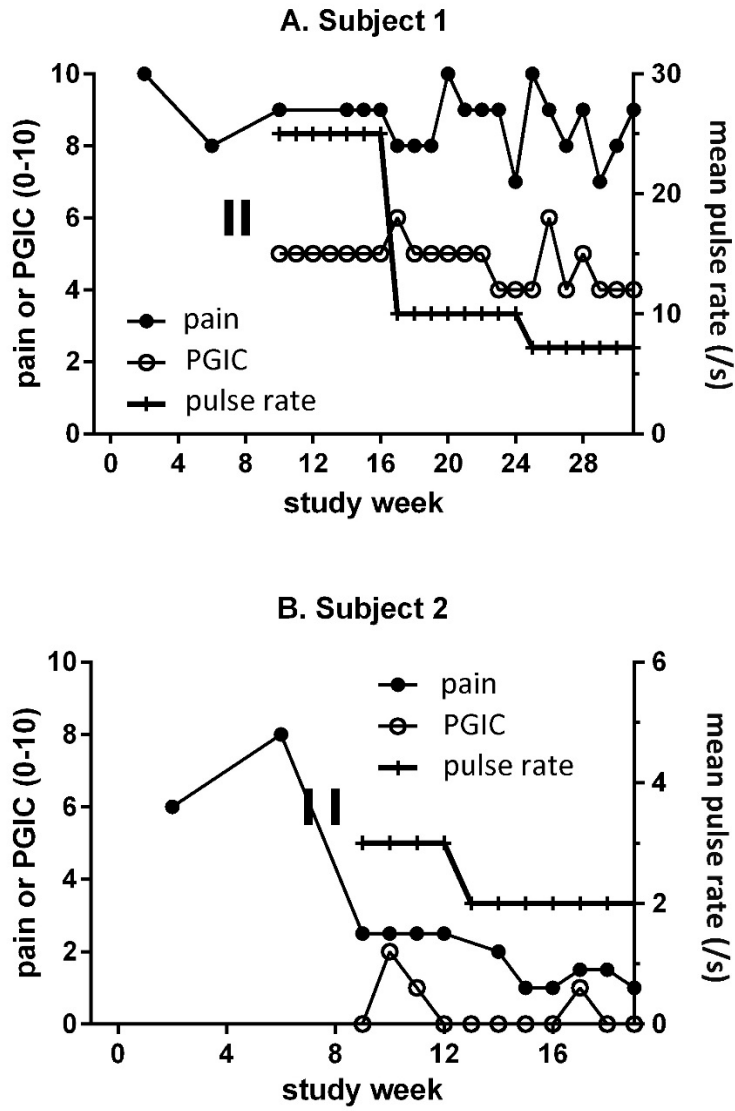 A. Subject 1
10
8
6
4
2
0
pain or PGIC (0-10)
30
20
10
0
mean pulse rate (/s)
pain
PGIC
pulse rate
0 4 8 12 16 20 24 28
study week
B. Subject 2
10
8
6
4
2
0
pain or PGIC (0-10)
6
4
2
0
mean pulse rate (/s)
pain
PGIC
pulse rate
0 4 8 12 16
study week